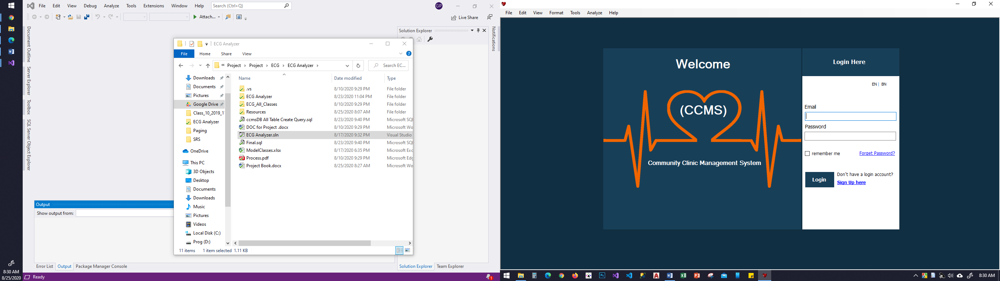 File Edit View Debug Analyze Tools Extensions Window Help Search (Ctrl+Q) GP
Attach... Live Share
Document Outline
Server Explorer
Toolbox
SQL Server Object Explorer
Solution Explorer
Notifications
ECG Analyzer
File Home Share View
« Project › Project › ECG › ECG Analyzer › Search EC...
Name Date modified Type
Downloads
Documents
Pictures
Google Drive
Class_10_2019_1
ECG Analyzer
Paging
SRS
OneDrive
This PC
3D Objects
Desktop
Documents
Downloads
Music
Pictures
Videos
Local Disk (C:)
Prog (D:)
.vs 8/10/2020 9:29 PM File folder
ECG Analyzer 8/23/2020 11:04 PM File folder
ECG_All_Classes 8/10/2020 9:29 PM File folder
Resources 8/25/2020 8:07 AM File folder
ccmsDB All Table Create Query.sql 8/23/2020 9:40 PM Microsoft SQL
DOC for Project .docx 8/10/2020 9:29 PM Microsoft Wo
ECG Analyzer.sln 8/17/2020 9:32 PM Visual Studio
Final.sql 8/23/2020 9:40 PM Microsoft SQL
ModelClasses.xlsx 8/17/2020 6:35 PM Microsoft Exc
Process.pdf 8/10/2020 9:29 PM Microsoft Edg
Project Book.docx 8/25/2020 8:27 AM Microsoft Wo
11 items 1 item selected 1.11 KB
Output
Show output from:
Error List Output Package Manager Console
Solution Explorer Team Explorer
Ready 1
8:30 AM
8/25/2020
File Edit View Format Tools Analyze Help
Welcome
(CCMS)
Community Clinic Management System
Login Here
EN | BN
Email
Password
remember me Forget Password?
Login
Don't have a login account?
Sign Up here
8:30 AM